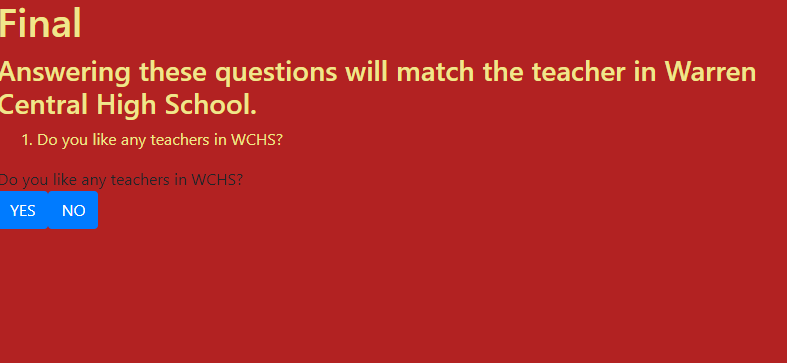 Final
Answering these questions will match the teacher in Warren
Central High School.
1. Do you like any teachers in WCHS?
Do you like any teachers in WCHS?
YES NO